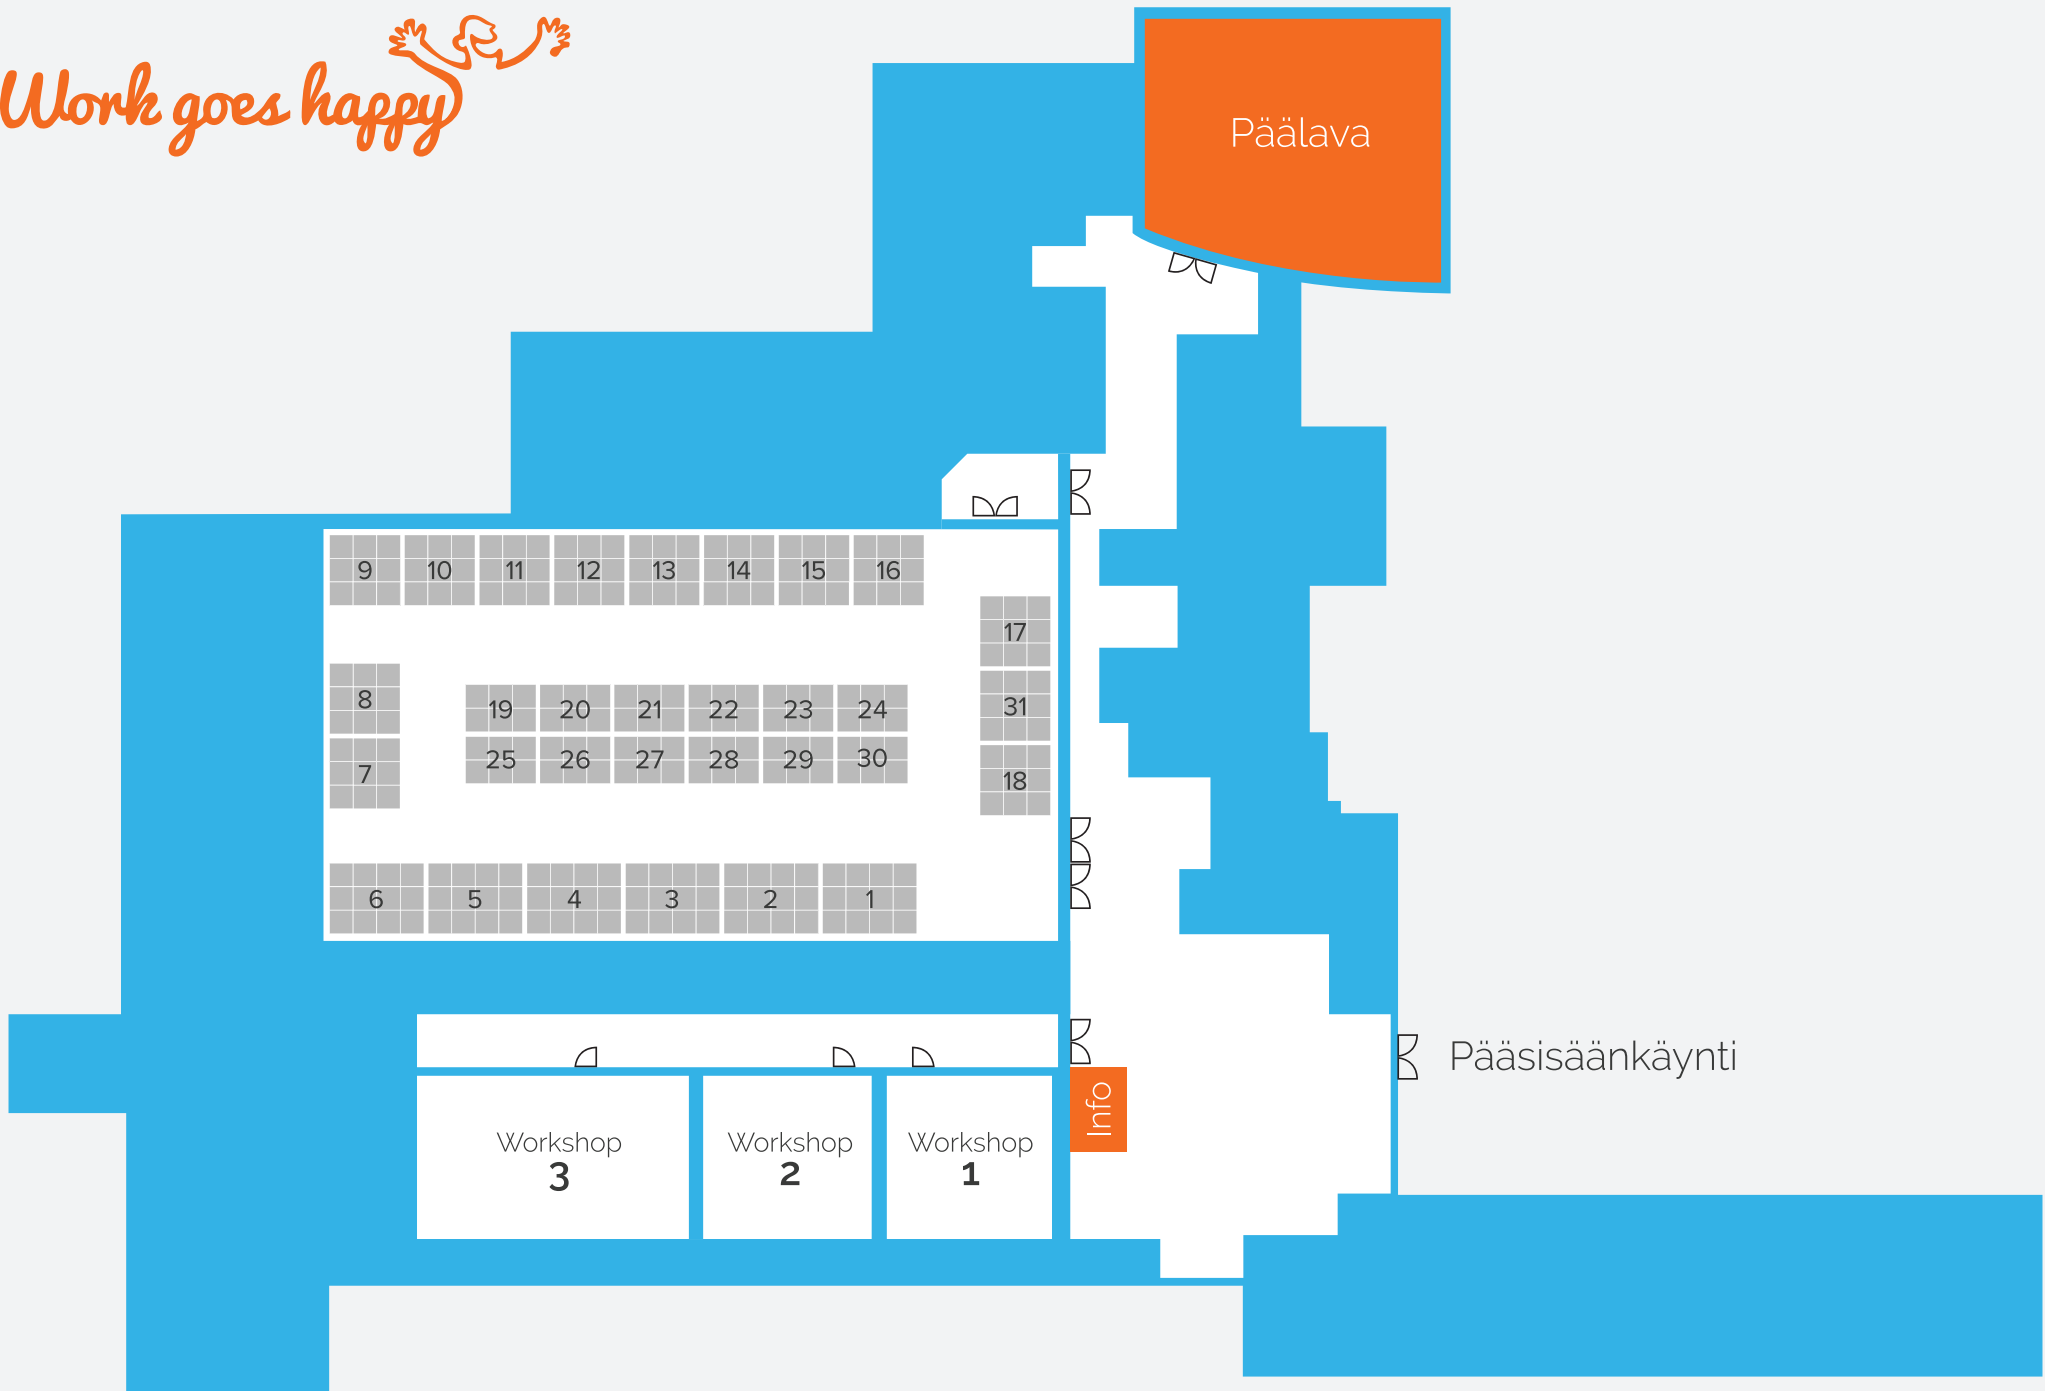 Work goes happy
Päälava
9 10 11 12 13 14 15 16
17
8
31
19 20 21 22 23 24
7
25 26 27 28 29 30
18
6 5 4 3 2 1
Pääsisäänkäynti
Info
Workshop
3
Workshop
2
Workshop
1